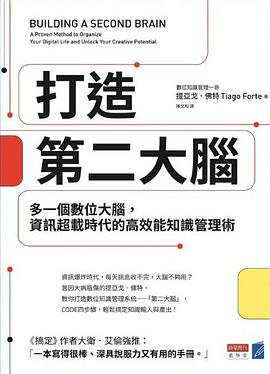 BUILDING A SECOND BRAIN
A Proven Method to Organize
Your Digital Life and Unlock Your Creative Potential
數位知識管理一哥
提亞戈．佛特 Tiago Forte 著
陳文和 譯
打造
第二大腦
多一個數位大腦，
資訊超載時代的高效能知識管理術
資訊爆炸時代，每天訊息收不完，大腦不夠用？
曾因大病腦傷的提亞戈．佛特，
教你打造數位知識管理系統──「第二大腦」，
CODE四步驟，輕鬆搞定知識輸入與產出！
《搞定》作者大衛．艾倫強推：
「一本寫得很棒、深具說服力又有用的手冊。」
商業周刊